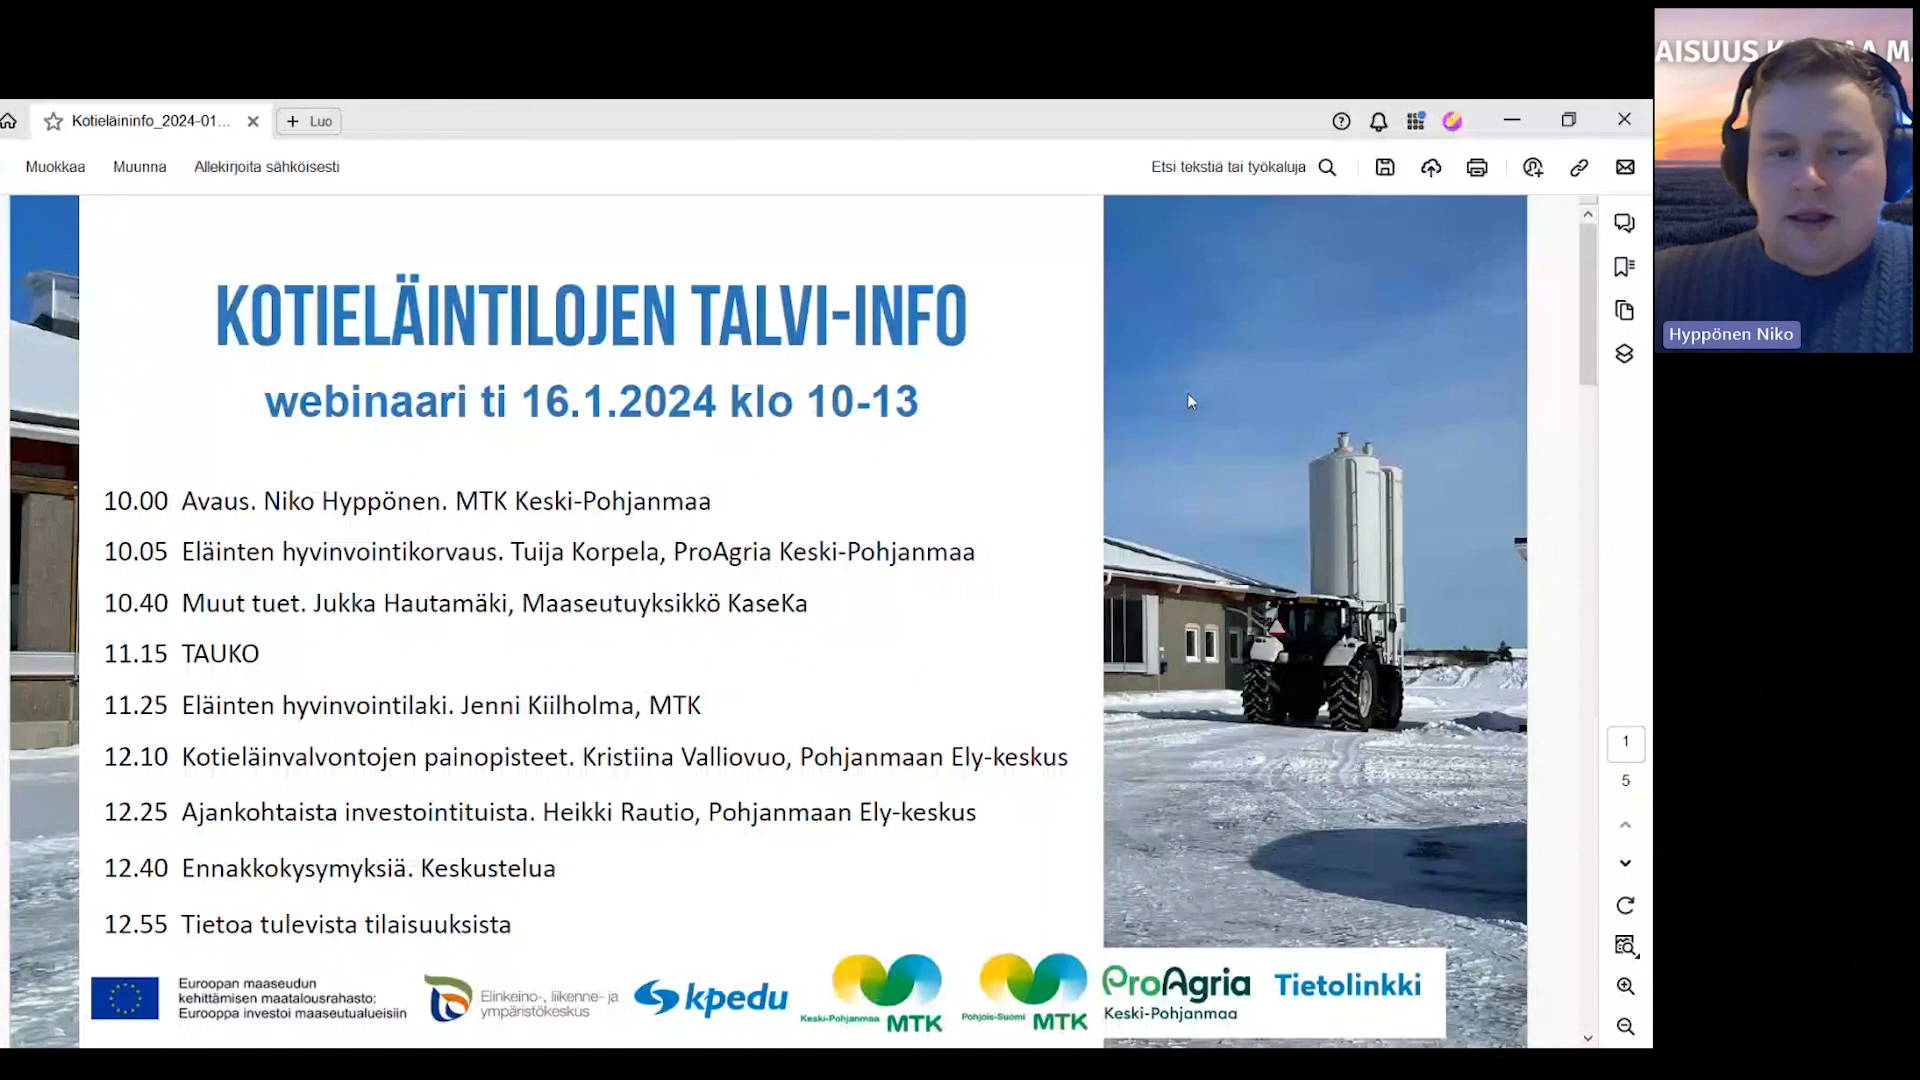 AISUUS K
AA M
Kotieläininfo_2024-01...
Luo
Muokkaa
Muunna
Allekirjoita sähköisesti
Etsi tekstiä tai työkaluja
Hyppönen Niko
KOTIELÄINTILOJEN TALVI-INFO
webinaari ti 16.1.2024 klo 10-13
10.00 Avaus. Niko Hyppönen. MTK Keski-Pohjanmaa
10.05 Eläinten hyvinvointikorvaus. Tuija Korpela, ProAgria Keski-Pohjanmaa
10.40 Muut tuet. Jukka Hautamäki, Maaseutuyksikkö KaseKa
11.15 TAUKO
11.25 Eläinten hyvinvointilaki. Jenni Kiilholma, MTK
12.10 Kotieläinvalvontojen painopisteet. Kristiina Valliovuo, Pohjanmaan Ely-keskus
12.25 Ajankohtaista investointituista. Heikki Rautio, Pohjanmaan Ely-keskus
12.40 Ennakkokysymyksiä. Keskustelua
12.55 Tietoa tulevista tilaisuuksista
1
5
Euroopan maaseudun
kehittämisen maatalousrahasto:
Eurooppa investoi maaseutualueisiin
Elinkeino-, liikenne- ja
ympäristökeskus
kpedu
Keski-Pohjanmaa MTK
Pohjois-Suomi MTK
ProAgria
Keski-Pohjanmaa
Tietolinkki